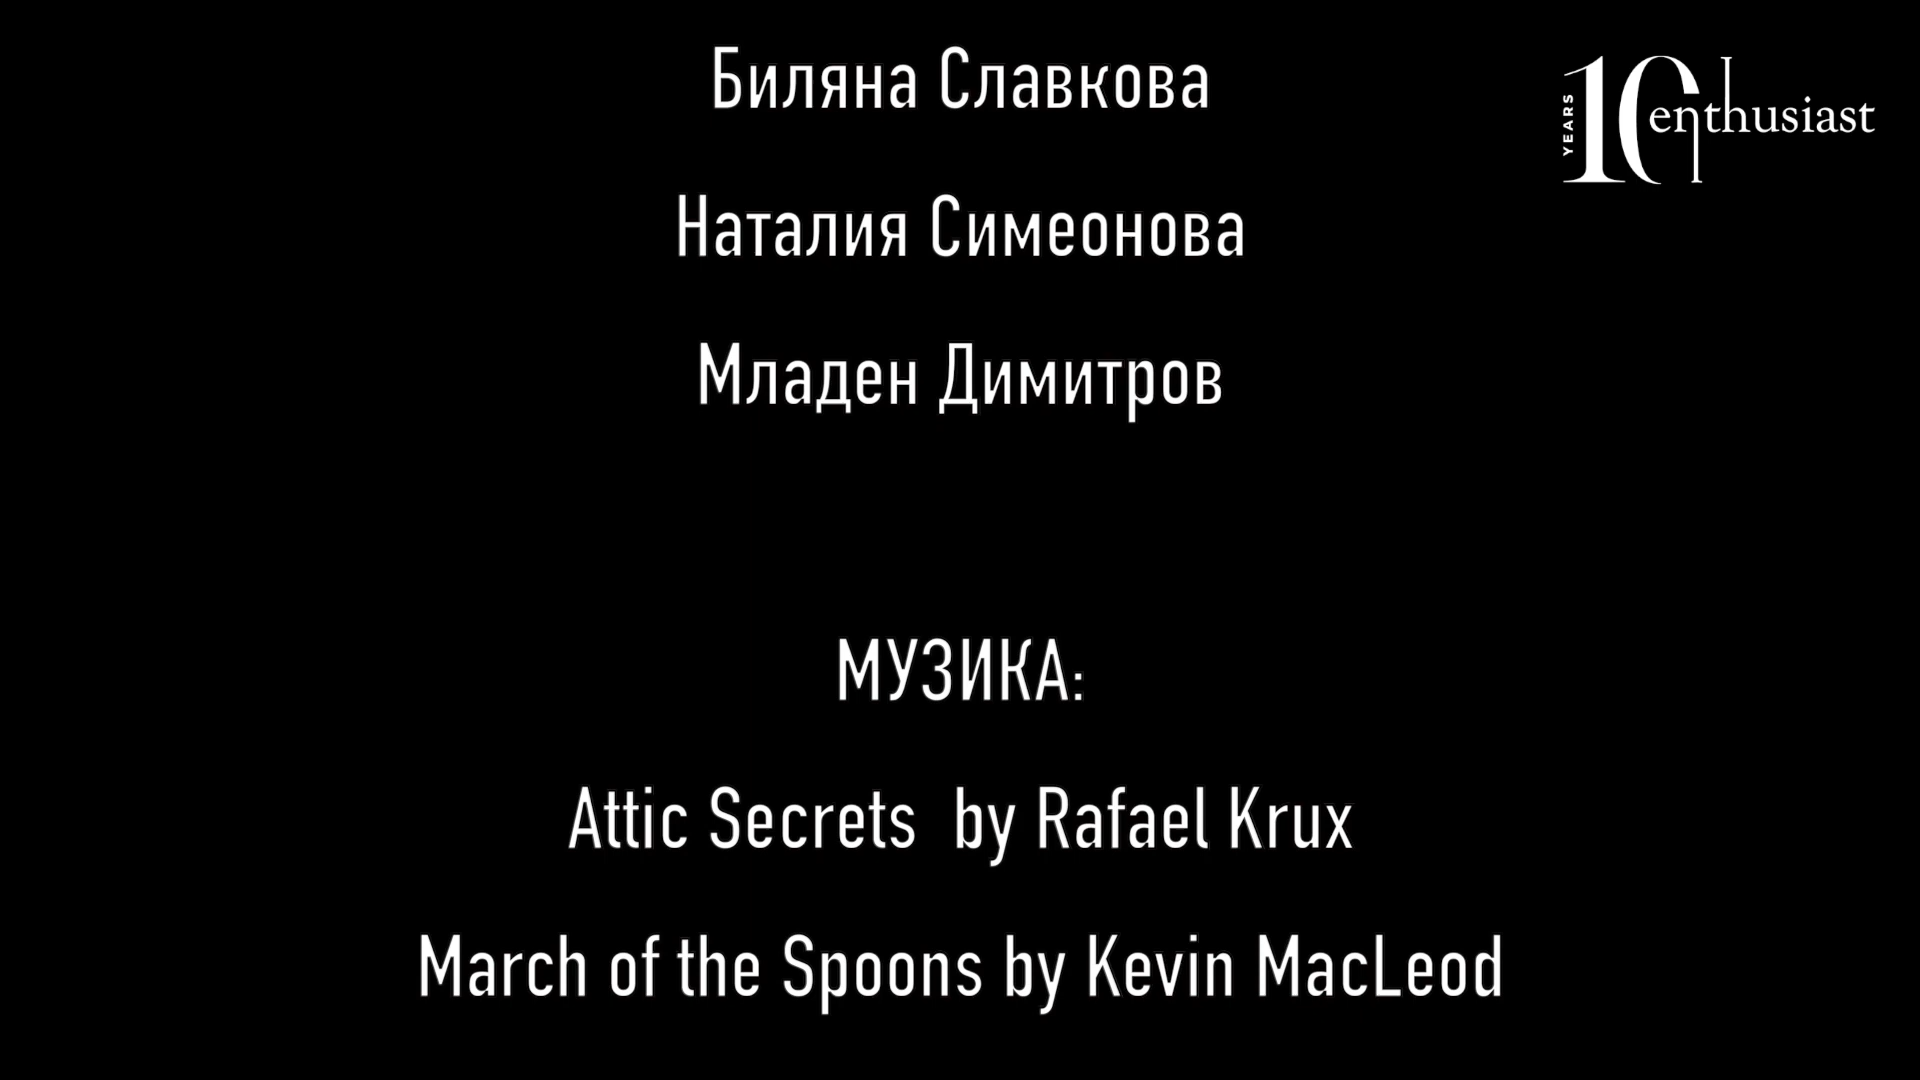 Биляна Славкова
YEARS 10 enthusiast
Наталия Симеонова
Младен Димитров
МУЗИКА:
Attic Secrets  by Rafael Krux
March of the Spoons by Kevin MacLeod